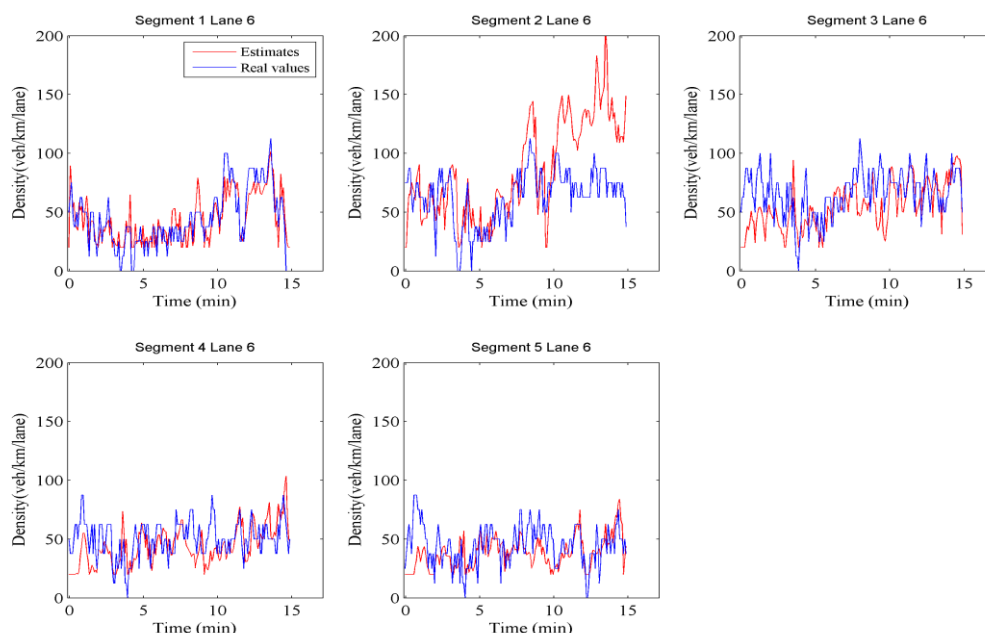 Segment 1 Lane 6
Segment 2 Lane 6
Segment 3 Lane 6
200
150
100
50
0
Density(veh/km/lane)
Estimates
Real values
0
5
10
15
Time (min)
200
150
100
50
0
Density(veh/km/lane)
0
5
10
15
Time (min)
200
150
100
50
0
Density(veh/km/lane)
0
5
10
15
Time (min)
Segment 4 Lane 6
Segment 5 Lane 6
200
150
100
50
0
Density(veh/km/lane)
0
5
10
15
Time (min)
200
150
100
50
0
Density(veh/km/lane)
0
5
10
15
Time (min)